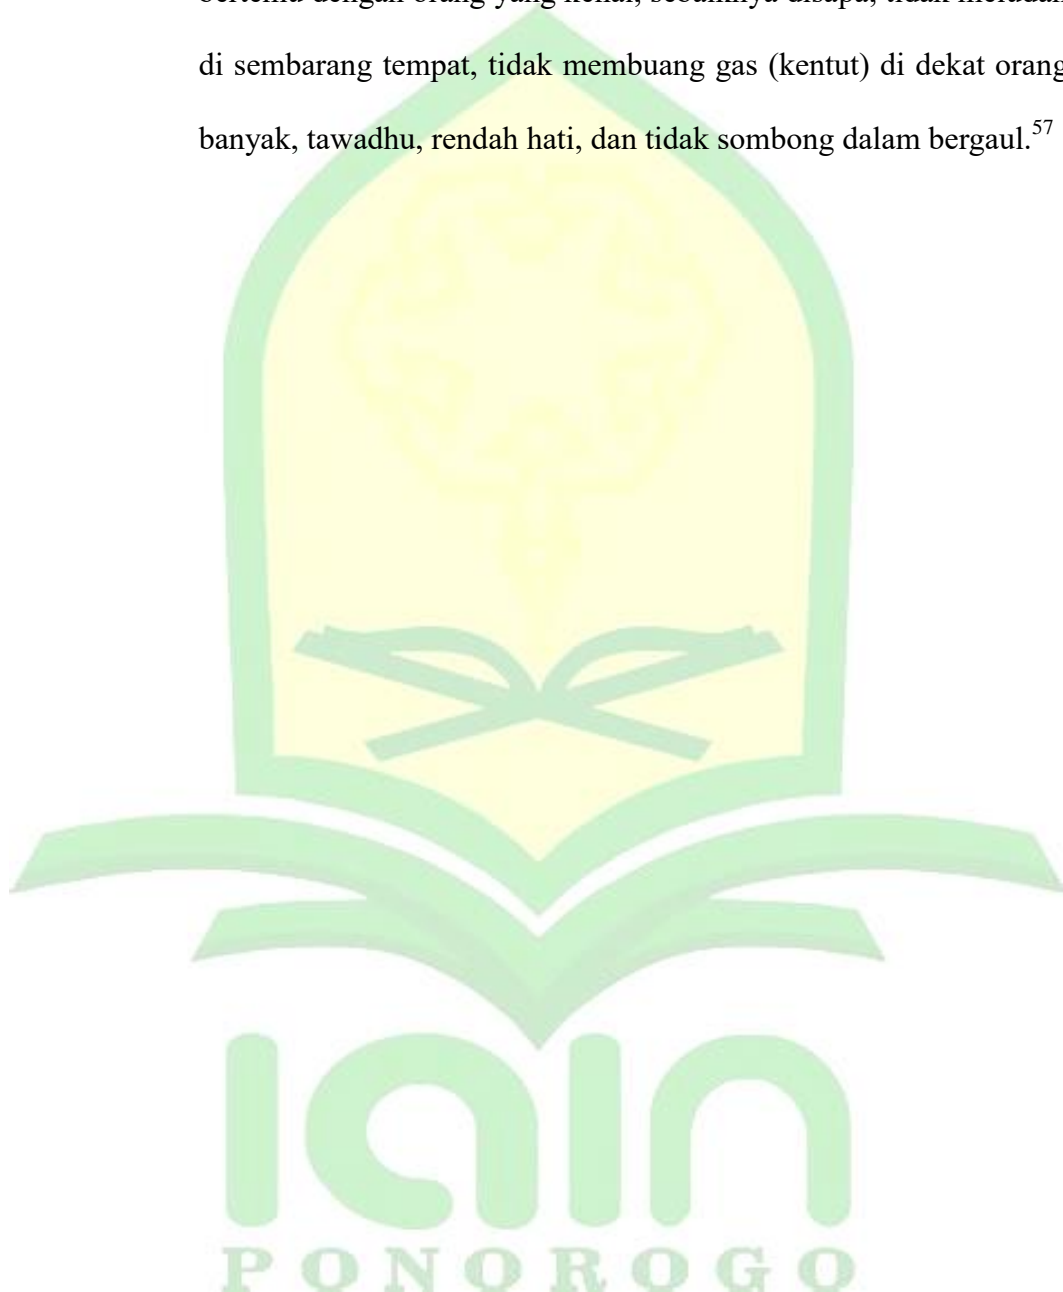 di sembarang tempat, tidak membuang gas (kentut) di dekat orang
banyak, tawadhu, rendah hati, dan tidak sombong dalam bergaul.57
iain
PONOROGO